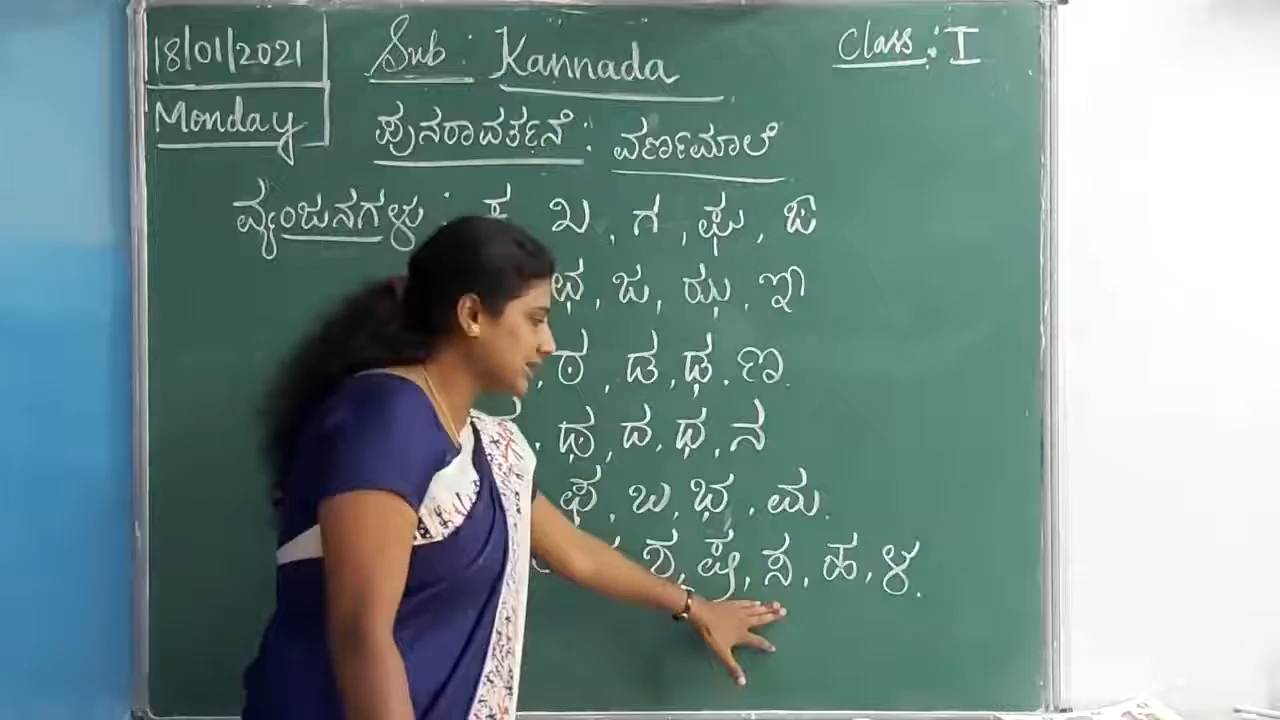 18/01/2021 Sub: Kannada Class: I
Monday ಪುನರಾವರ್ತನೆ: ವರ್ಣಮಾಲೆ
ವ್ಯಂಜನಗಳು : ಕ, ಖ, ಗ, ಘ, ಙ
ಛ, ಜ, ಝ, ಞ
ಠ, ಡ, ಢ, ಣ.
ಥ, ದ, ಧ, ನ
ಫ, ಬ, ಭ, ಮ.
ಶ, ಷ, ಸ, ಹ, ಳ.